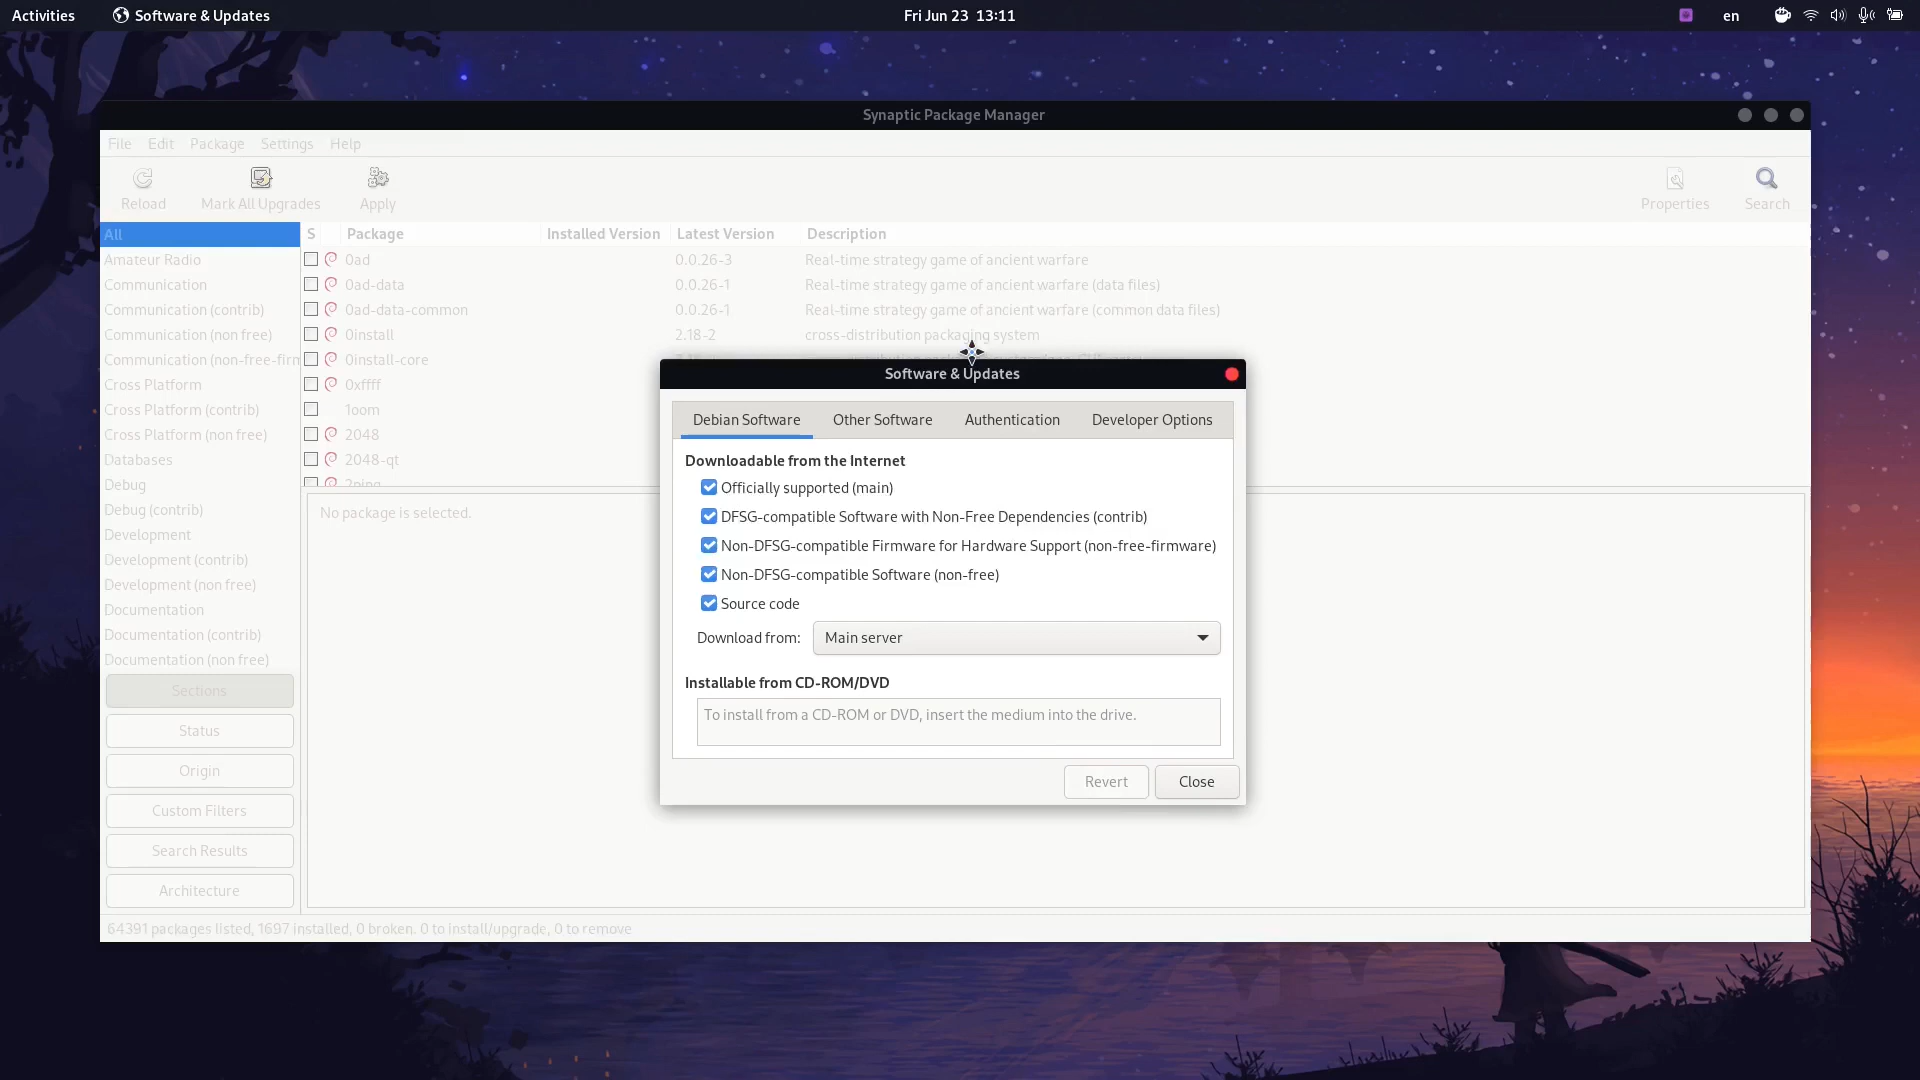 Activities
Software & Updates
Fri Jun 23 13:11
en
Synaptic Package Manager
File Edit Package Settings Help
Reload
Mark All Upgrades
Apply
Properties
Search
All
Amateur Radio
Communication
Communication (contrib)
Communication (non free)
Communication (non-free-firm
Cross Platform
Cross Platform (contrib)
Cross Platform (non free)
Databases
Debug
Debug (contrib)
Development
Development (contrib)
Development (non free)
Documentation
Documentation (contrib)
Documentation (non free)
Sections
Status
Origin
Custom Filters
Search Results
Architecture
S Package Installed Version Latest Version Description
0ad 0.0.26-3 Real-time strategy game of ancient warfare
0ad-data 0.0.26-1 Real-time strategy game of ancient warfare (data files)
0ad-data-common 0.0.26-1 Real-time strategy game of ancient warfare (common data files)
0install 2.18-2 cross-distribution packaging system
0install-core
0xffff
1oom
2048
2048-qt
2ping
No package is selected.
64391 packages listed, 1697 installed, 0 broken. 0 to install/upgrade, 0 to remove
Software & Updates
Debian Software Other Software Authentication Developer Options
Downloadable from the Internet
Officially supported (main)
DFSG-compatible Software with Non-Free Dependencies (contrib)
Non-DFSG-compatible Firmware for Hardware Support (non-free-firmware)
Non-DFSG-compatible Software (non-free)
Source code
Download from: Main server
Installable from CD-ROM/DVD
To install from a CD-ROM or DVD, insert the medium into the drive.
Revert
Close